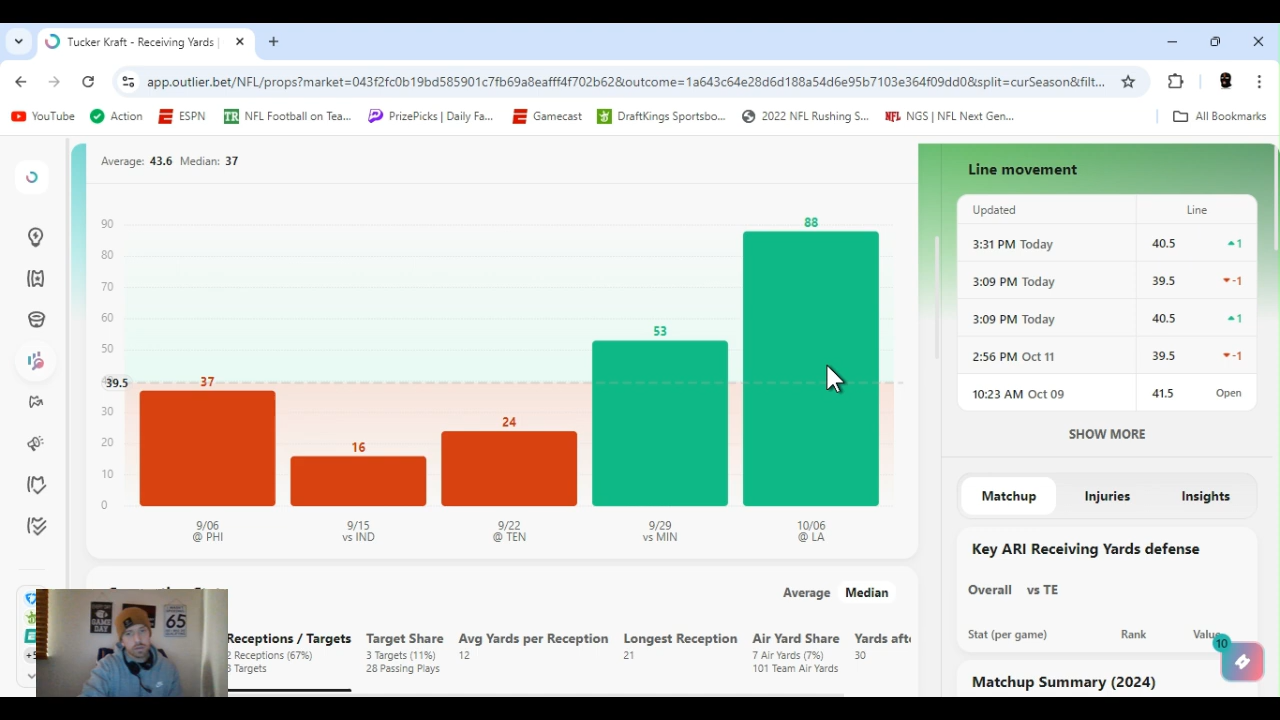 Tucker Kraft - Receiving Yards |
app.outlier.bet/NFL/props?market=043f2fc0b19bd585901c7fb69a8eafff4f702b62&outcome=1a643c64e28d6d188a54d6e95b7103e364f09dd0&split=curSeason&filt...
YouTube Action ESPN NFL Football on Tea... PrizePicks | Daily Fa... Gamecast DraftKings Sportsbo... 2022 NFL Rushing S... NGS | NFL Next Gen... All Bookmarks
Average: 43.6 Median: 37
90
80
70
60
50
39.5
30
20
10
0
37
16
24
53
88
9/06 9/15 9/22 9/29 10/06
@ PHI vs IND @ TEN vs MIN @ LA
Average Median
Receptions / Targets Target Share Avg Yards per Reception Longest Reception Air Yard Share Yards afte
2 Receptions (67%) 3 Targets (11%) 12 21 7 Air Yards (7%) 30
3 Targets 28 Passing Plays 101 Team Air Yards
Line movement
Updated Line
3:31 PM Today 40.5 1
3:09 PM Today 39.5 -1
3:09 PM Today 40.5 1
2:56 PM Oct 11 39.5 -1
10:23 AM Oct 09 41.5 Open
SHOW MORE
Matchup Injuries Insights
Key ARI Receiving Yards defense
Overall vs TE
Stat (per game) Rank Value
10
Matchup Summary (2024)
GAME DAY
65